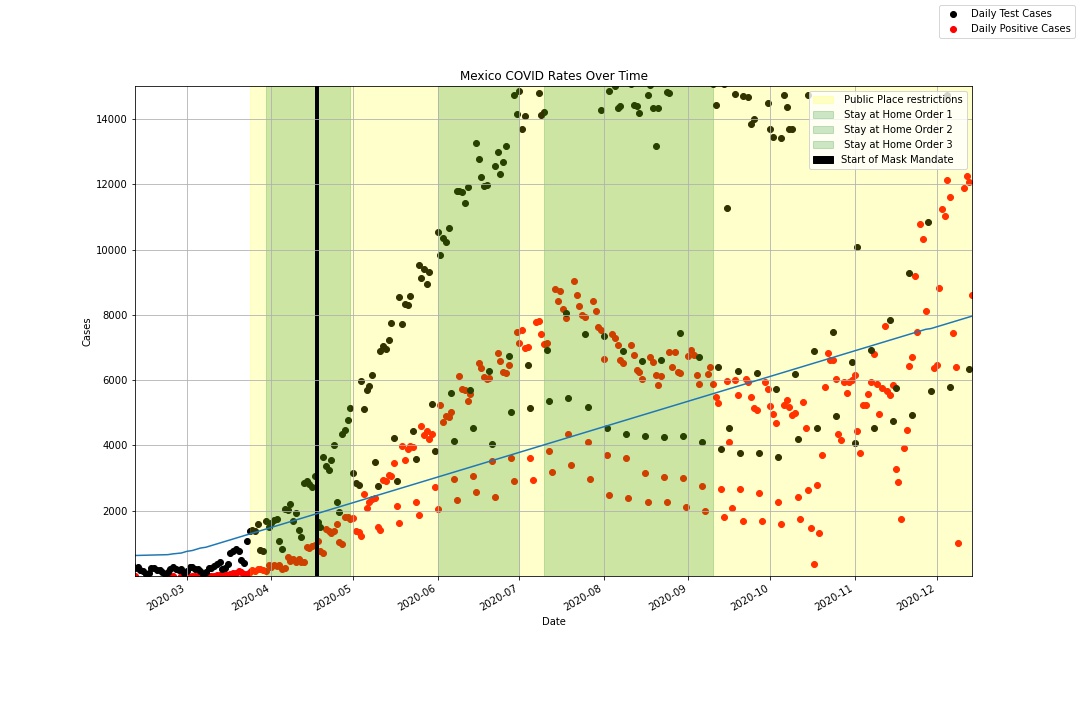 Daily Test Cases
Daily Positive Cases
Mexico COVID Rates Over Time
Public Place restrictions
Stay at Home Order 1
Stay at Home Order 2
Stay at Home Order 3
Start of Mask Mandate
14000
12000
10000
8000
6000
4000
2000
Cases
2020-03
2020-04
2020-05
2020-06
2020-07
2020-08
2020-09
2020-10
2020-11
2020-12
Date